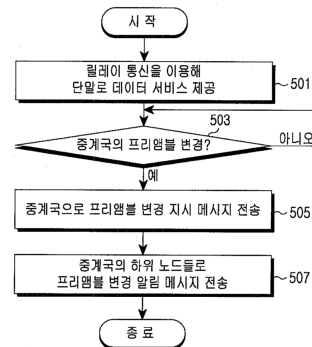 시 작
릴레이 통신을 이용해
단말로 데이터 서비스 제공
501
503
중계국의 프리앰블 변경?
아니오
예
중계국으로 프리앰블 변경 지시 메시지 전송
505
중계국의 하위 노드들로
프리앰블 변경 알림 메시지 전송
507
종 료